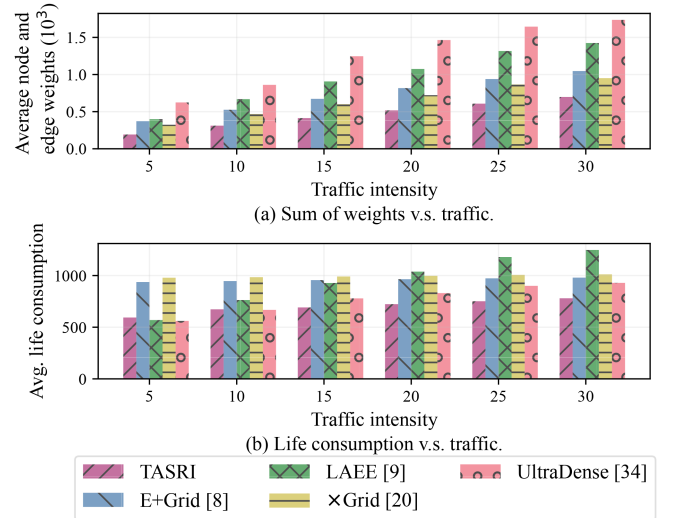 Average node and
edge weights (10³)
1.5
1.0
0.5
0.0
5 10 15 20 25 30
Traffic intensity
(a) Sum of weights v.s. traffic.
Avg. life consumption
1000
500
0
5 10 15 20 25 30
Traffic intensity
(b) Life consumption v.s. traffic.
TASRI LAEE [9] UltraDense [34]
E+Grid [8] ×Grid [20]